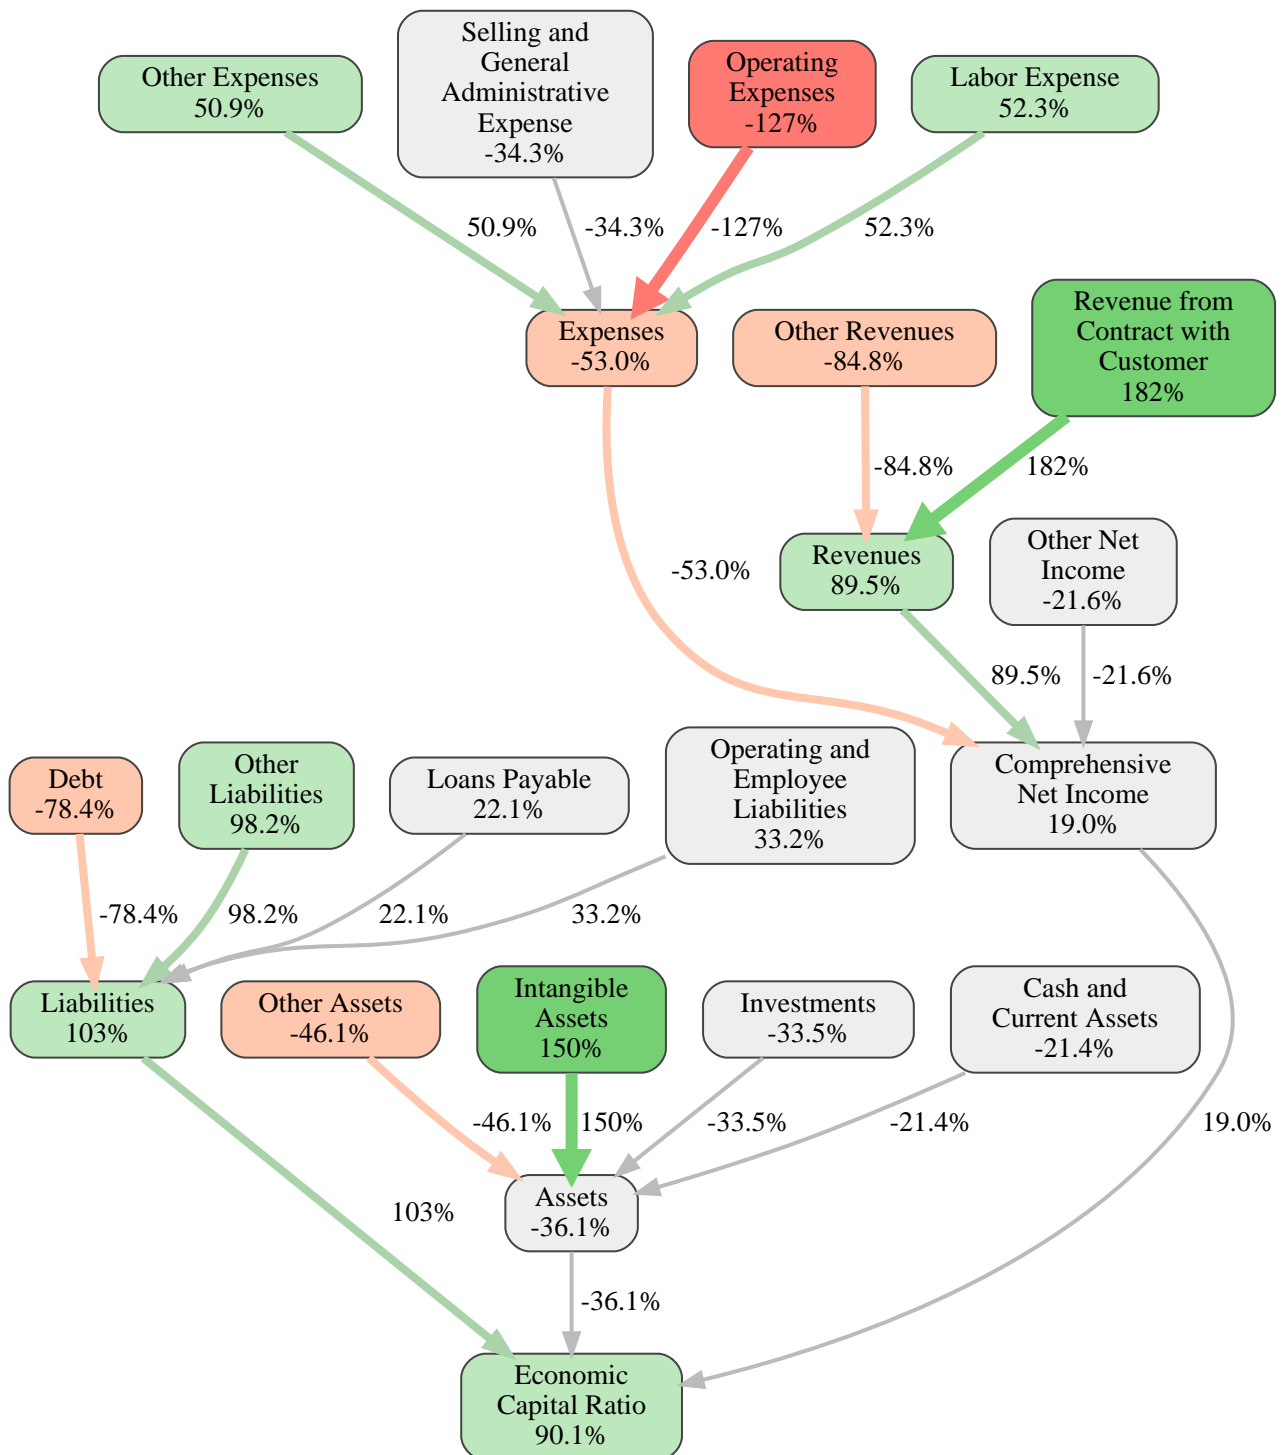 Other Expenses
50.9%
Selling and
General
Administrative
Expense
-34.3%
Operating
Expenses
-127%
Labor Expense
52.3%
50.9%
-34.3%
-127%
52.3%
Expenses
-53.0%
Other Revenues
-84.8%
Revenue from
Contract with
Customer
182%
-84.8%
182%
-53.0%
Revenues
89.5%
Other Net
Income
-21.6%
89.5%
-21.6%
Debt
-78.4%
Other
Liabilities
98.2%
Loans Payable
22.1%
Operating and
Employee
Liabilities
33.2%
Comprehensive
Net Income
19.0%
-78.4%
98.2%
22.1%
33.2%
Liabilities
103%
Other Assets
-46.1%
Intangible
Assets
150%
Investments
-33.5%
Cash and
Current Assets
-21.4%
-46.1%
150%
-33.5%
-21.4%
19.0%
103%
Assets
-36.1%
-36.1%
Economic
Capital Ratio
90.1%